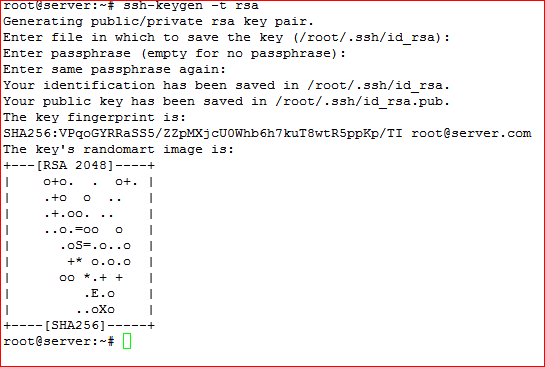 root@server:~# ssh-keygen -t rsa
Generating public/private rsa key pair.
Enter file in which to save the key (/root/.ssh/id_rsa):
Enter passphrase (empty for no passphrase):
Enter same passphrase again:
Your identification has been saved in /root/.ssh/id_rsa.
Your public key has been saved in /root/.ssh/id_rsa.pub.
The key fingerprint is:
SHA256:VPqoGYRRaSS5/ZZpMXjcU0Whb6h7kuT8wtR5ppKp/TI root@server.com
The key's randomart image is:
+---[RSA 2048]----+
|    o+o.  .  o+. |
|    .+o  o  ..   |
|    .+.oo. ..    |
|    ..o.=oo  o   |
|      .oS=.o..o  |
|       +* o.o.o  |
|      oo *.+ +   |
|         .E.o    |
|        ..oXo    |
+----[SHA256]-----+
root@server:~#